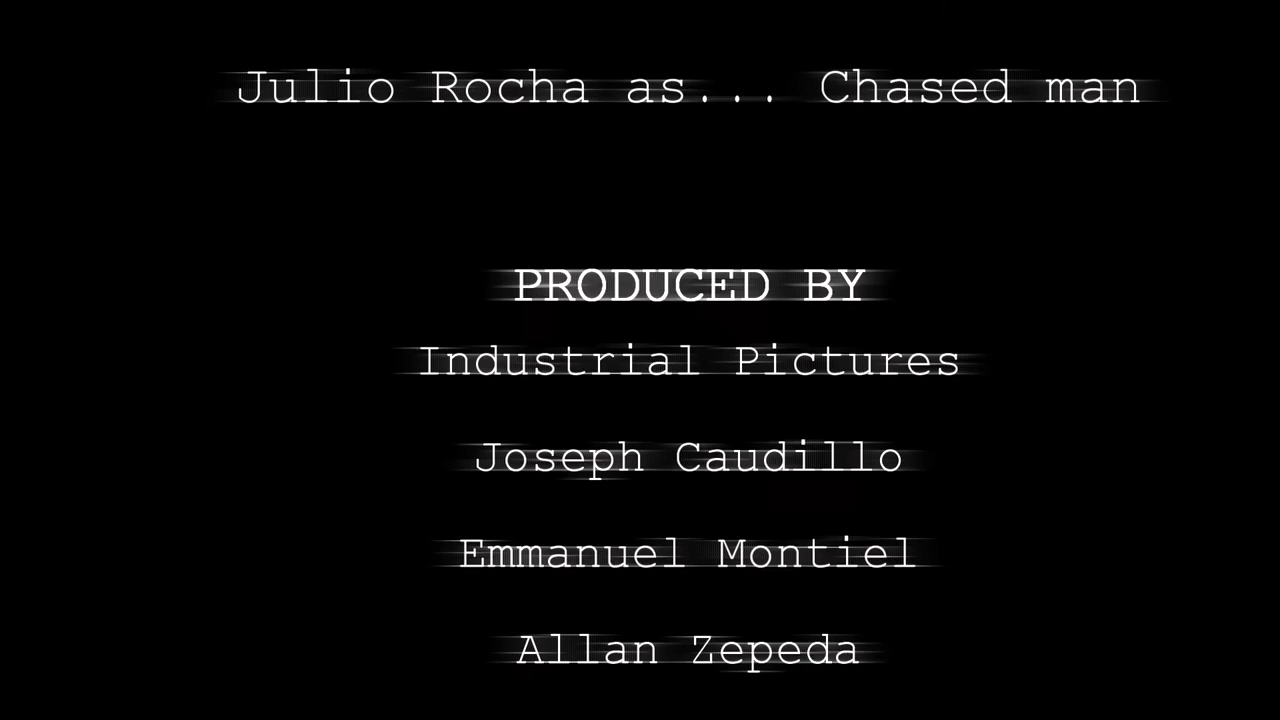 Julio Rocha as... Chased man
PRODUCED BY
Industrial Pictures
Joseph Caudillo
Emmanuel Montiel
Allan Zepeda